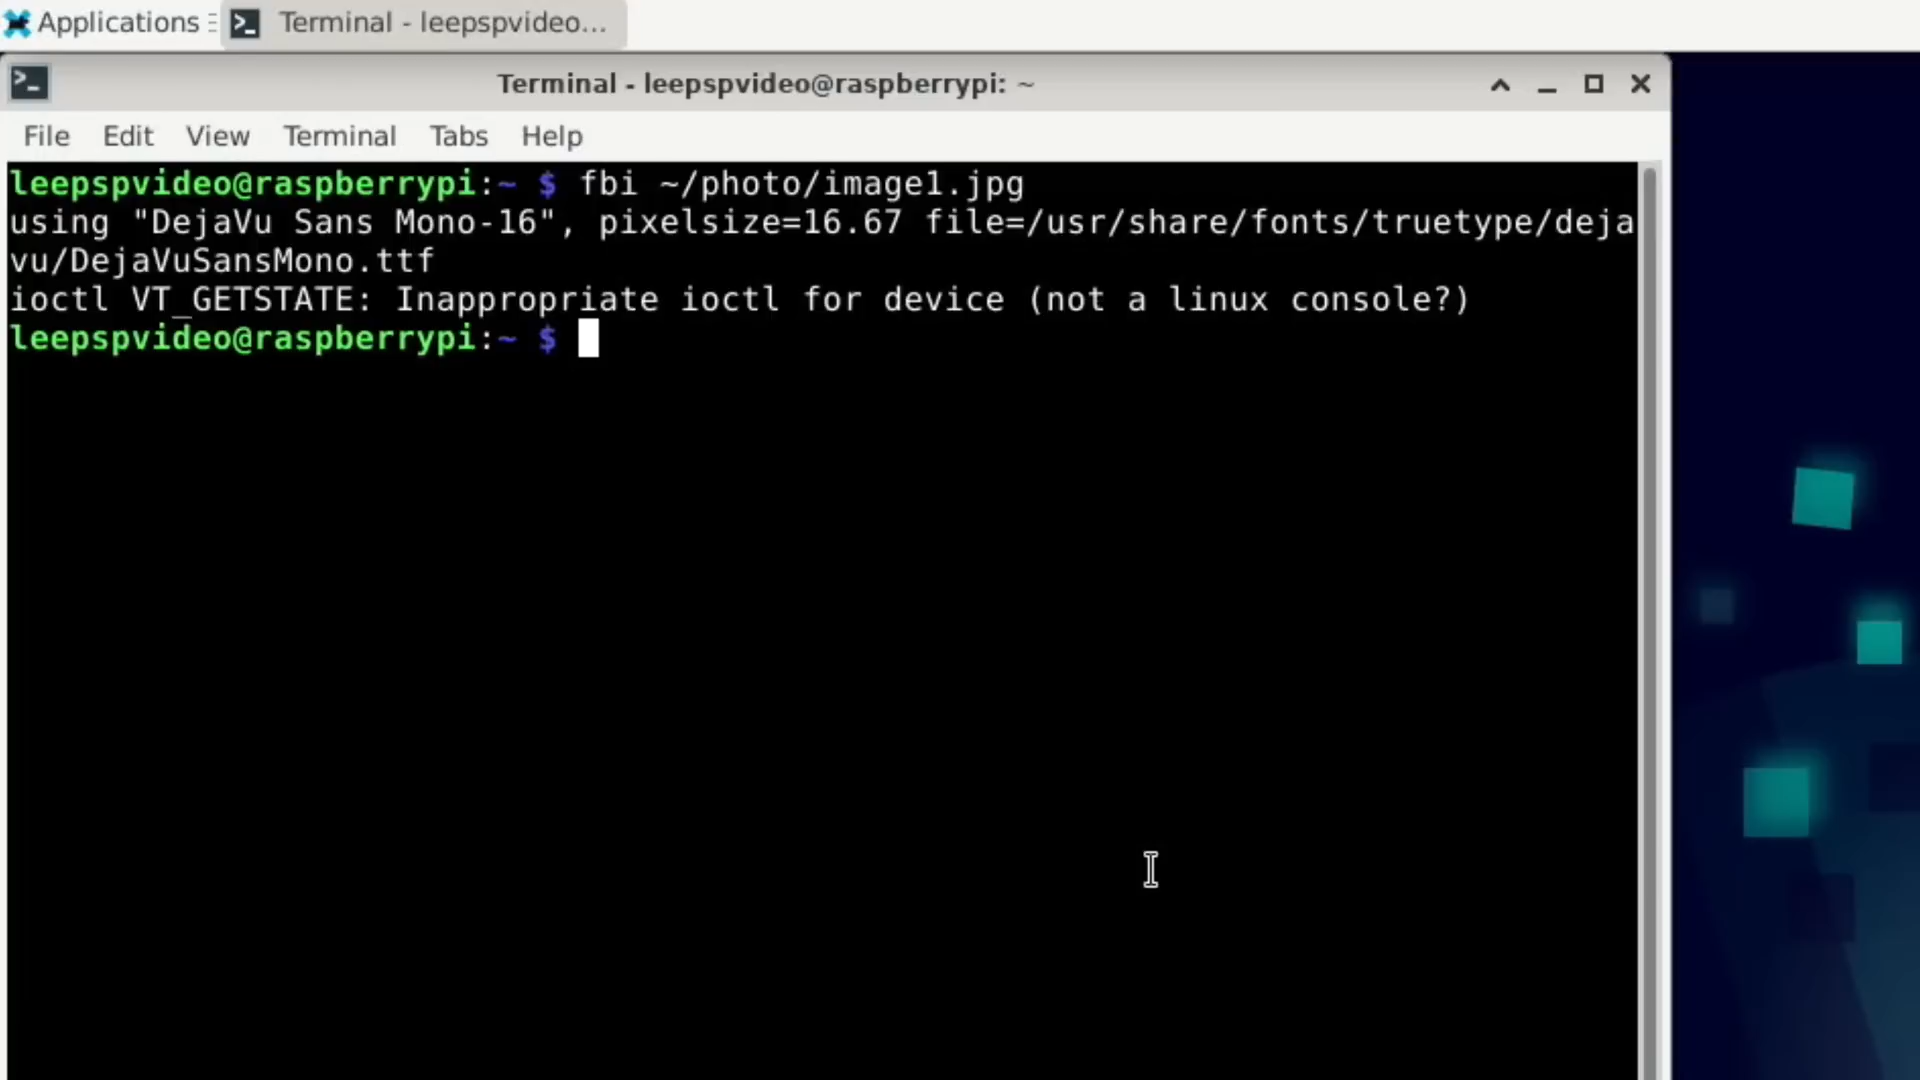 Applications
Terminal - leepspvideo...
Terminal - leepspvideo@raspberrypi: ~
File Edit View Terminal Tabs Help
leepspvideo@raspberrypi:~ $ fbi ~/photo/image1.jpg
using "DejaVu Sans Mono-16", pixelsize=16.67 file=/usr/share/fonts/truetype/deja
vu/DejaVuSansMono.ttf
ioctl VT_GETSTATE: Inappropriate ioctl for device (not a linux console?)
leepspvideo@raspberrypi:~ $